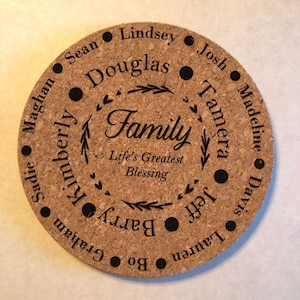 Lindsey • Josh • Madeline • Davis • Lauren • Bo • Graham • Sadie • Maghan • Sean •
Douglas • Tamera • Jeff • Barry • Kimberly •
Family
Life's Greatest
Blessing